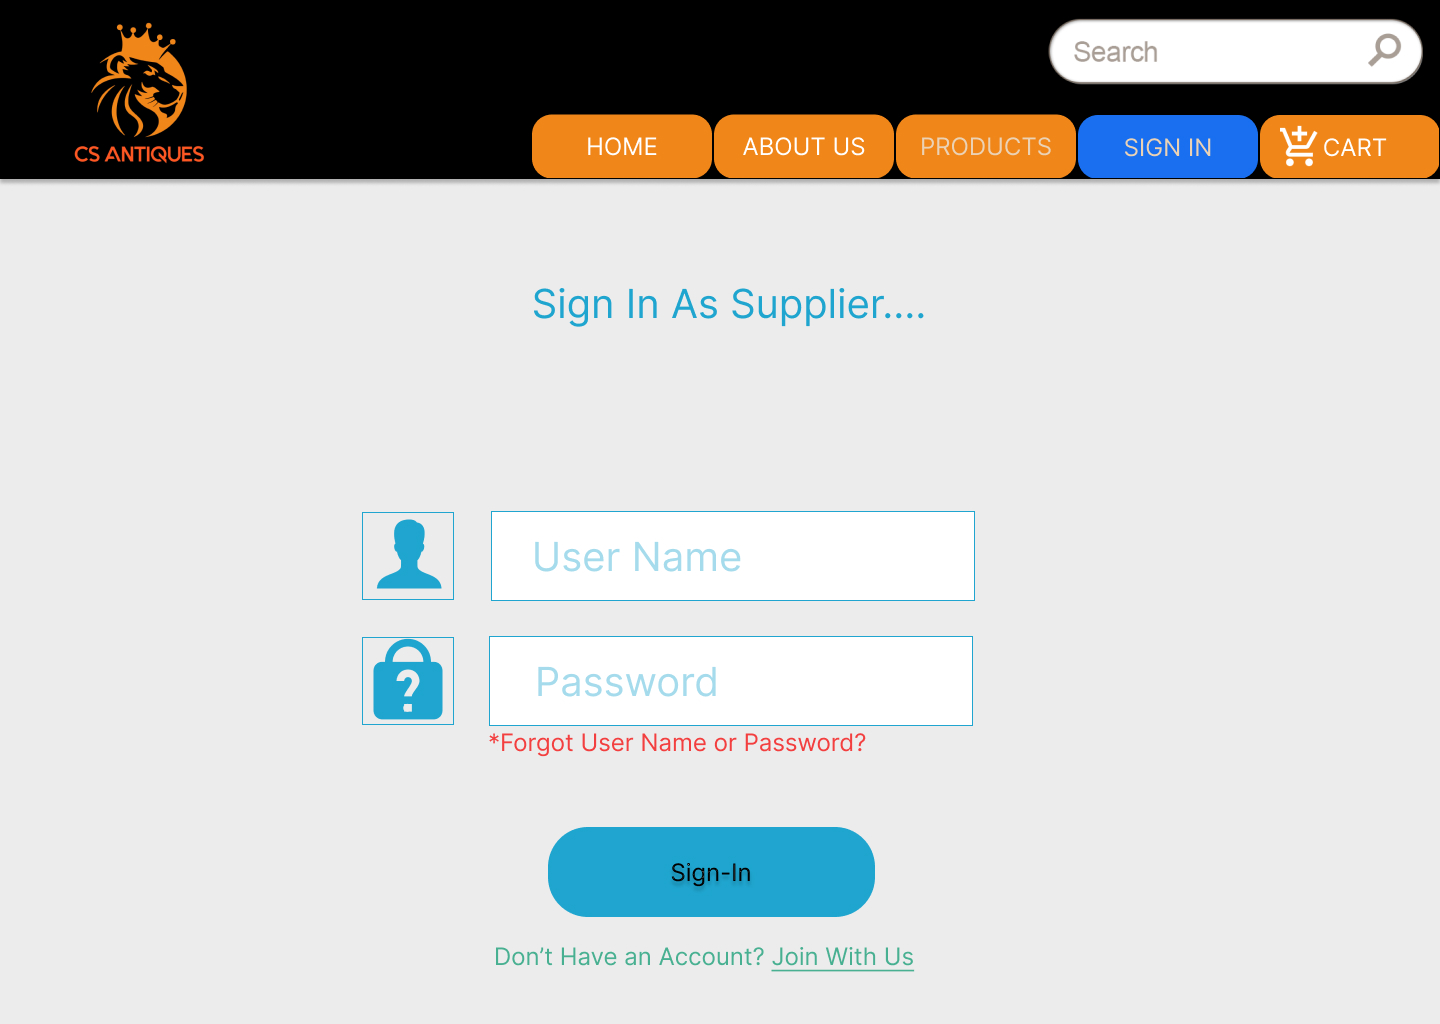 Search
CS ANTIQUES
HOME
ABOUT US
PRODUCTS
SIGN IN
CART
Sign In As Supplier....
User Name
?
Password
*Forgot User Name or Password?
Sign-In
Don’t Have an Account? Join With Us